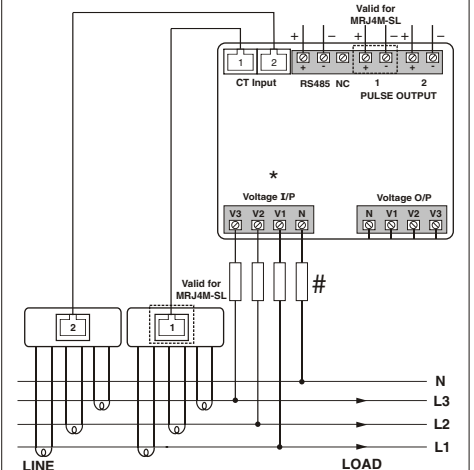 Valid for
MRJ4M-SL
+ - + - + -
1 2 + - + - + -
CT Input RS485 NC 1 2
PULSE OUTPUT
*
Voltage I/P Voltage O/P
V3 V2 V1 N N V1 V2 V3
Valid for
MRJ4M-SL
#
2 1
N
L3
L2
L1
LINE LOAD